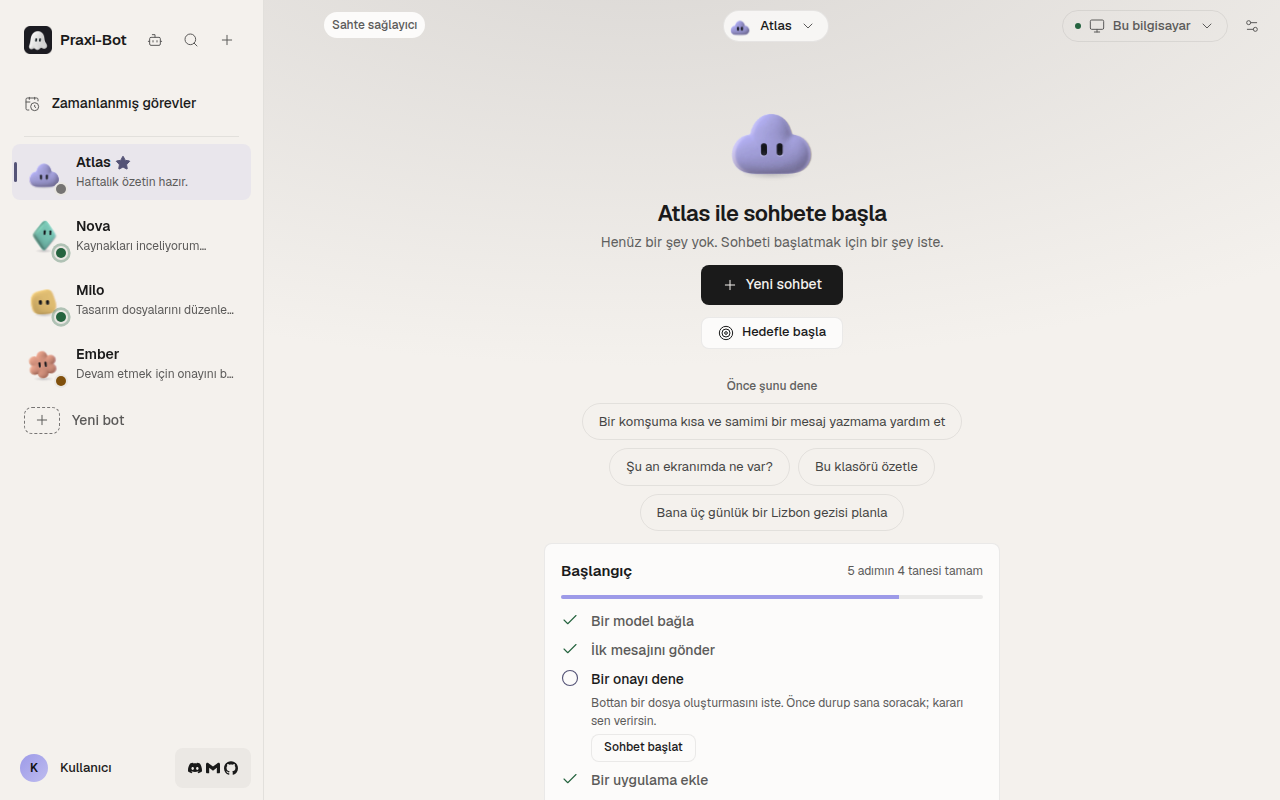 Praxi-Bot
Zamanlanmış görevler
Atlas
Haftalık özetin hazır.
Nova
Kaynakları inceliyorum…
Milo
Tasarım dosyalarını düzenle…
Ember
Devam etmek için onayını b…
Yeni bot
K
Kullanıcı
Sahte sağlayıcı
Atlas
Bu bilgisayar
Atlas ile sohbete başla
Henüz bir şey yok. Sohbeti başlatmak için bir şey iste.
Yeni sohbet
Hedefle başla
Önce şunu dene
Bir komşuma kısa ve samimi bir mesaj yazmama yardım et
Şu an ekranımda ne var?
Bu klasörü özetle
Bana üç günlük bir Lizbon gezisi planla
Başlangıç
5 adımın 4 tanesi tamam
Bir model bağla
İlk mesajını gönder
Bir onayı dene
Bottan bir dosya oluşturmasını iste. Önce durup sana soracak; kararı
sen verirsin.
Sohbet başlat
Bir uygulama ekle